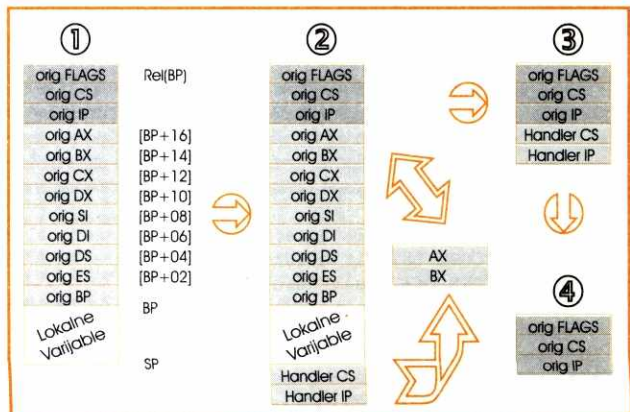 ①
orig FLAGS Rel(BP)
orig CS
orig IP
orig AX [BP+16]
orig BX [BP+14]
orig CX [BP+12]
orig DX [BP+10]
orig SI [BP+08]
orig DI [BP+06]
orig DS [BP+04]
orig ES [BP+02]
orig BP BP
Lokalne
Varijable
SP
②
orig FLAGS
orig CS
orig IP
orig AX
orig BX
orig CX
orig DX
orig SI
orig DI
orig DS
orig ES
orig BP
Lokalne
Varijable
Handler CS
Handler IP
AX
BX
③
orig FLAGS
orig CS
orig IP
Handler CS
Handler IP
④
orig FLAGS
orig CS
orig IP